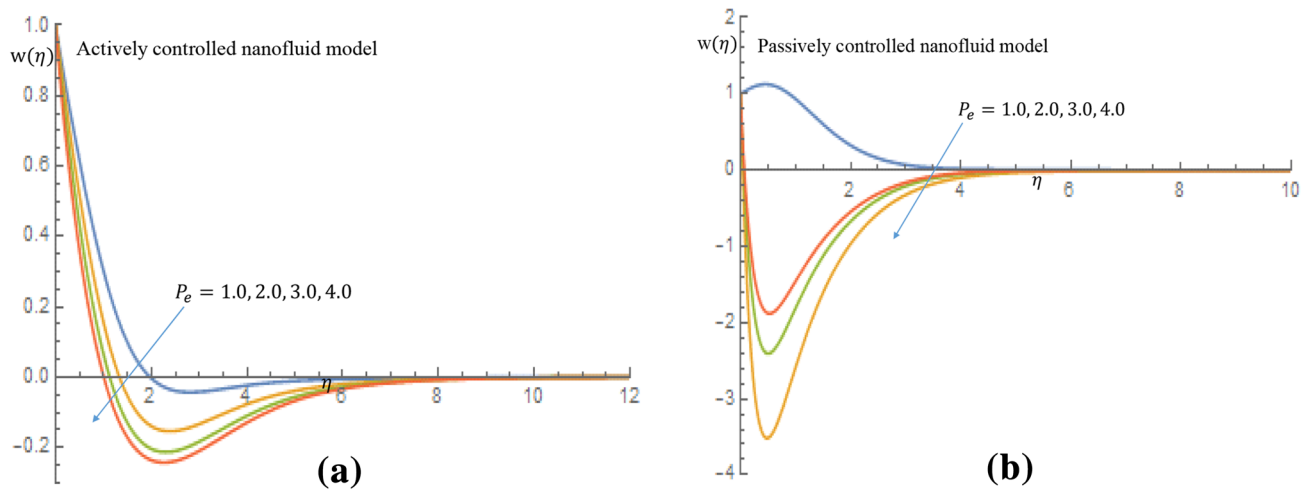 1.0
w(η)
Actively controlled nanofluid model
0.8
0.6
0.4
P_e = 1.0, 2.0, 3.0, 4.0
0.2
0.0
2 4 η 6 8 10 12
−0.2
(a)
2
w(η)
Passively controlled nanofluid model
1
P_e = 1.0, 2.0, 3.0, 4.0
0
2 4 η 6 8 10
−1
−2
−3
−4
(b)